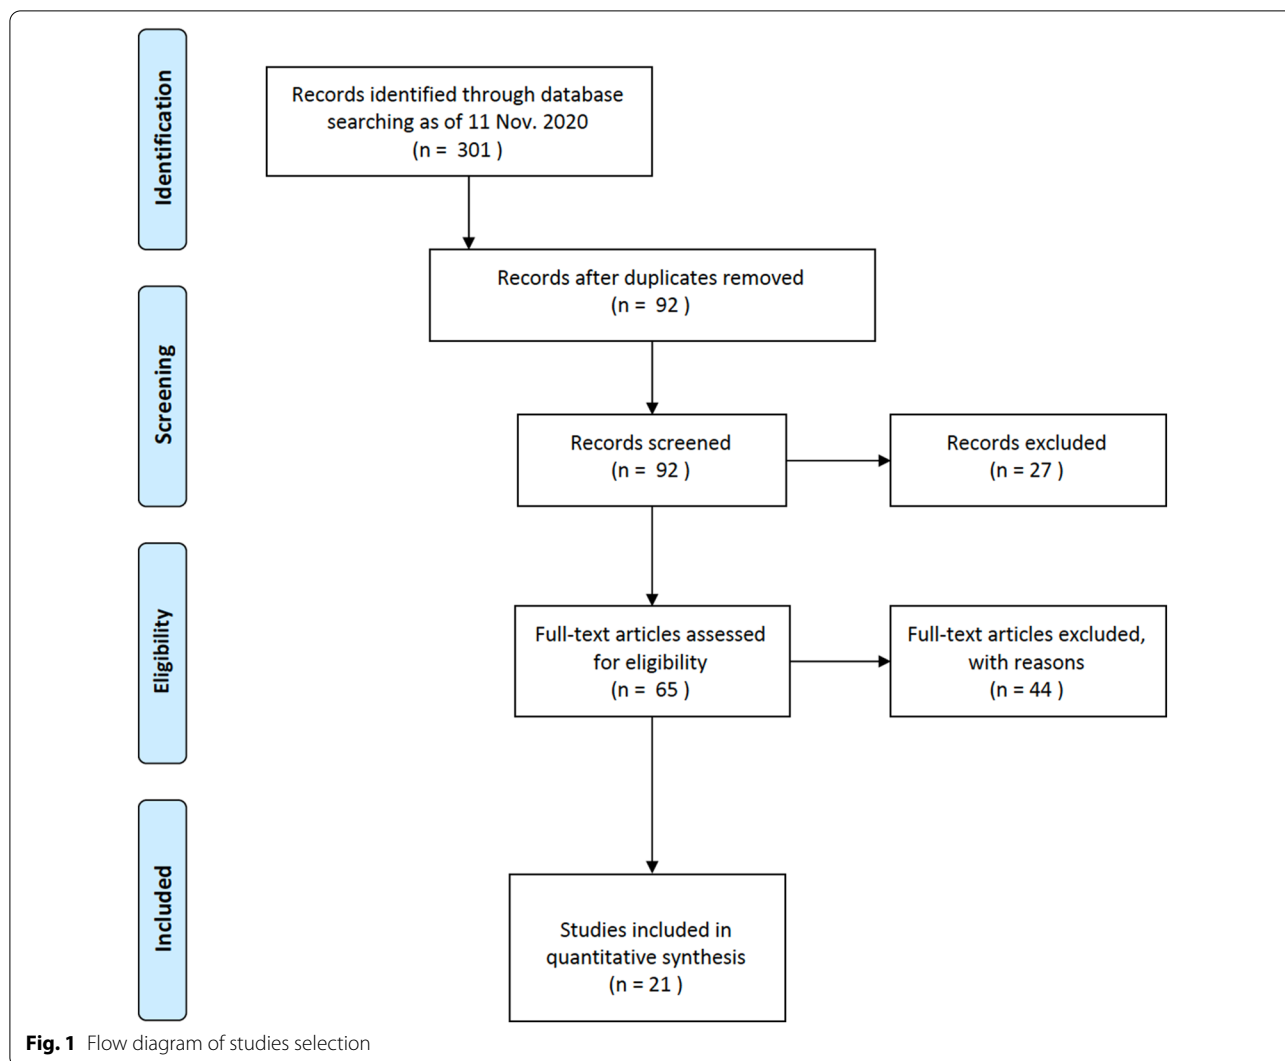 Identification
Records identified through database
searching as of 11 Nov. 2020
(n = 301 )
Records after duplicates removed
(n = 92 )
Screening
Records screened
(n = 92 )
Records excluded
(n = 27 )
Eligibility
Full-text articles assessed
for eligibility
(n = 65 )
Full-text articles excluded,
with reasons
(n = 44 )
Included
Studies included in
quantitative synthesis
(n = 21 )
Fig. 1 Flow diagram of studies selection